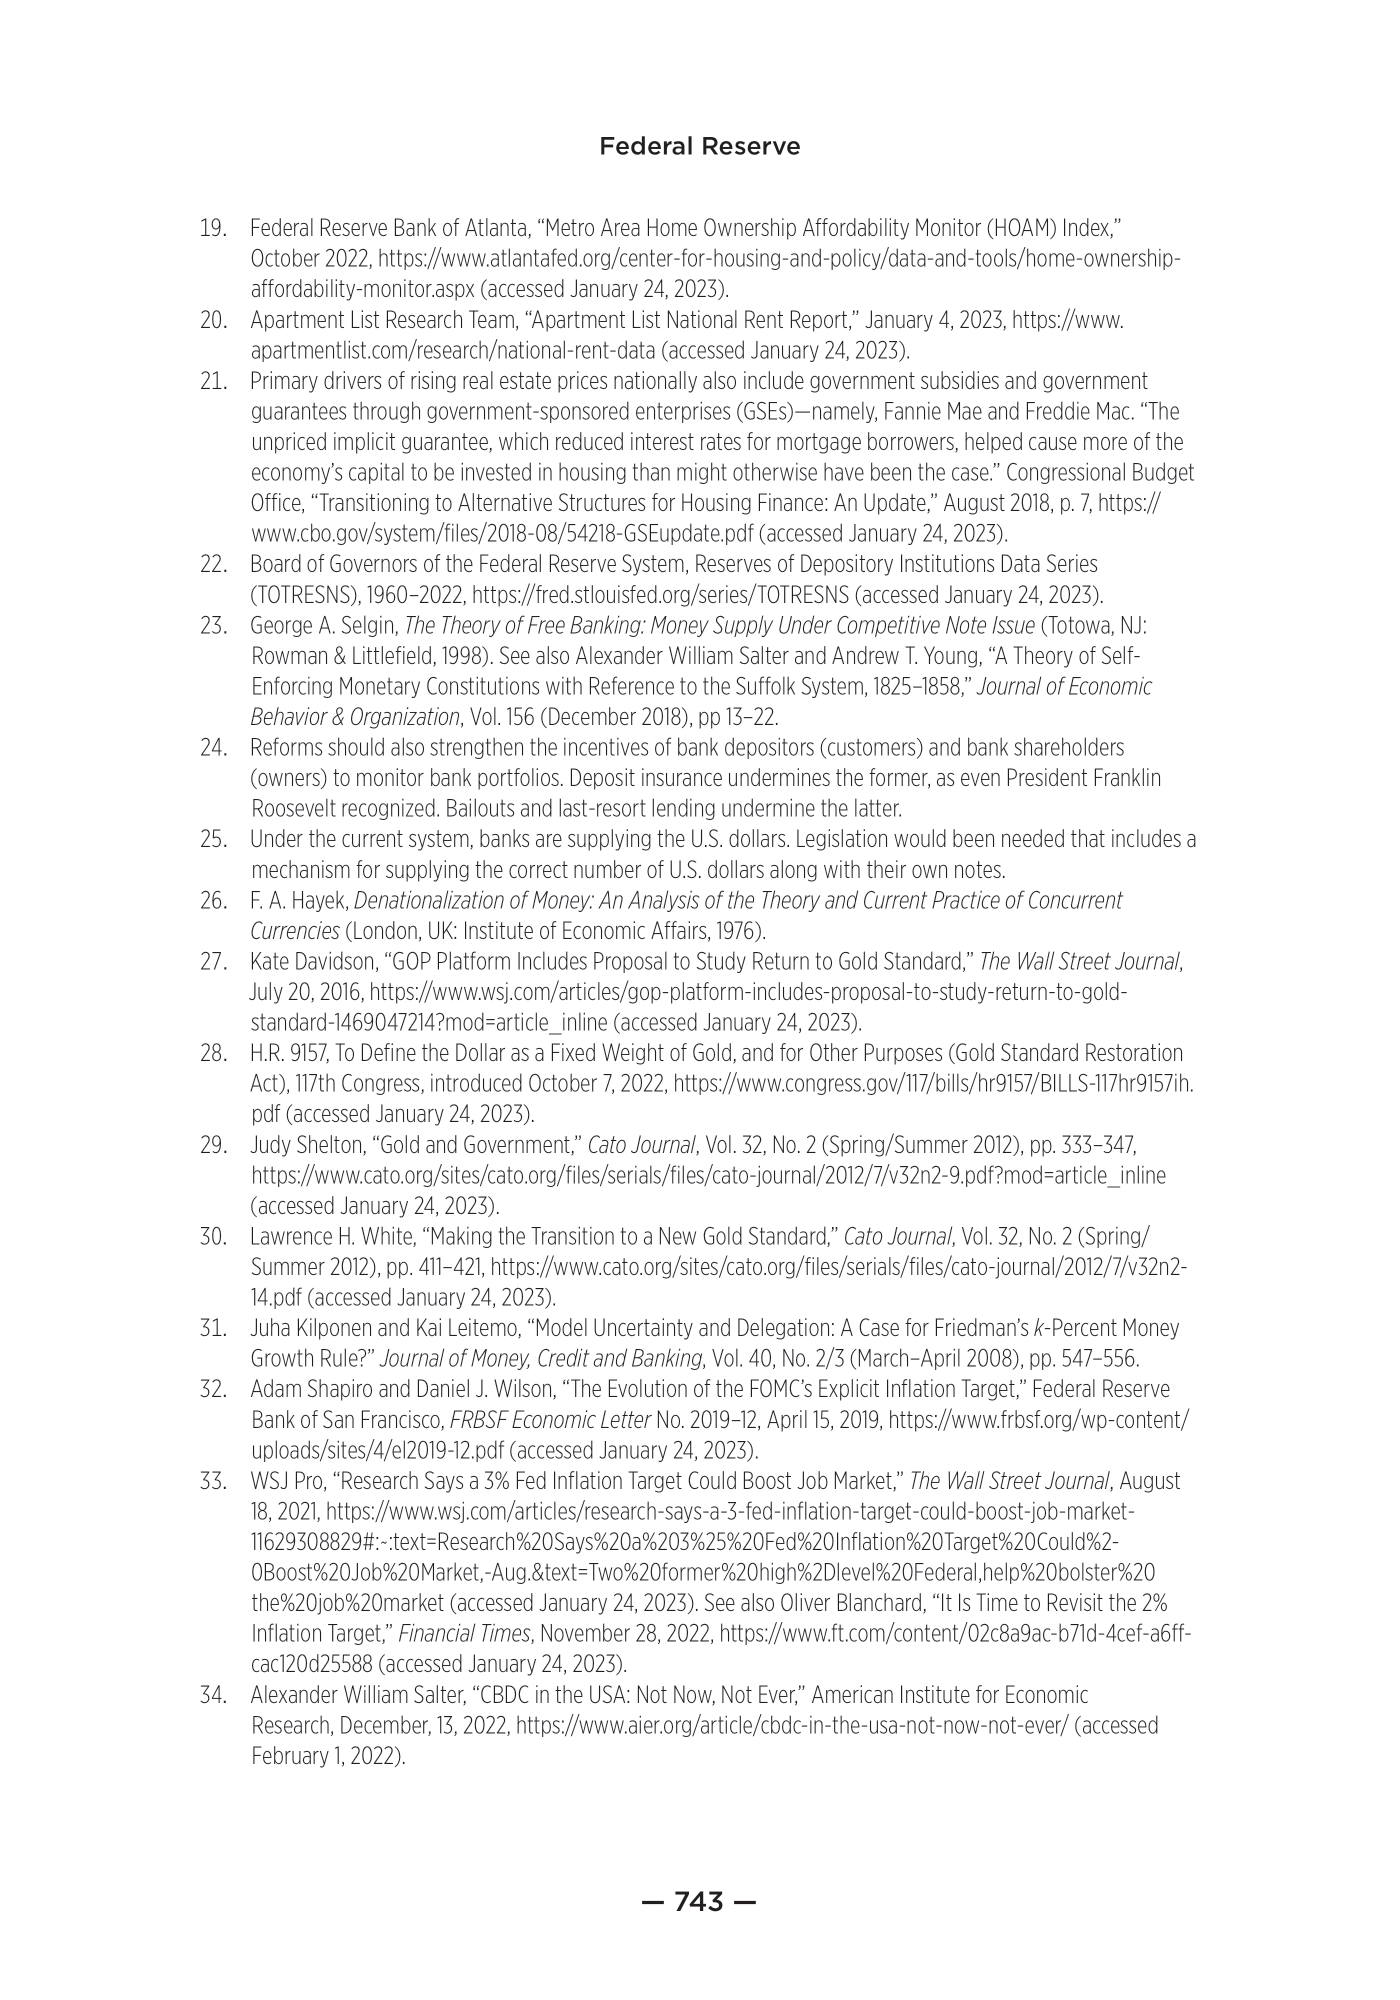 Federal Reserve
19. Federal Reserve Bank of Atlanta, “Metro Area Home Ownership Affordability Monitor (HOAM) Index,”
October 2022, https://www.atlantafed.org/center-for-housing-and-policy/data-and-tools/home-ownership-
affordability-monitor.aspx (accessed January 24, 2023).
20. Apartment List Research Team, “Apartment List National Rent Report,” January 4, 2023, https://www.
apartmentlist.com/research/national-rent-data (accessed January 24, 2023).
21. Primary drivers of rising real estate prices nationally also include government subsidies and government
guarantees through government-sponsored enterprises (GSEs)—namely, Fannie Mae and Freddie Mac. “The
unpriced implicit guarantee, which reduced interest rates for mortgage borrowers, helped cause more of the
economy’s capital to be invested in housing than might otherwise have been the case.” Congressional Budget
Office, “Transitioning to Alternative Structures for Housing Finance: An Update,” August 2018, p. 7, https://
www.cbo.gov/system/files/2018-08/54218-GSEupdate.pdf (accessed January 24, 2023).
22. Board of Governors of the Federal Reserve System, Reserves of Depository Institutions Data Series
(TOTRESNS), 1960–2022, https://fred.stlouisfed.org/series/TOTRESNS (accessed January 24, 2023).
23. George A. Selgin, The Theory of Free Banking: Money Supply Under Competitive Note Issue (Totowa, NJ:
Rowman & Littlefield, 1998). See also Alexander William Salter and Andrew T. Young, “A Theory of Self-
Enforcing Monetary Constitutions with Reference to the Suffolk System, 1825–1858,” Journal of Economic
Behavior & Organization, Vol. 156 (December 2018), pp 13–22.
24. Reforms should also strengthen the incentives of bank depositors (customers) and bank shareholders
(owners) to monitor bank portfolios. Deposit insurance undermines the former, as even President Franklin
Roosevelt recognized. Bailouts and last-resort lending undermine the latter.
25. Under the current system, banks are supplying the U.S. dollars. Legislation would been needed that includes a
mechanism for supplying the correct number of U.S. dollars along with their own notes.
26. F. A. Hayek, Denationalization of Money: An Analysis of the Theory and Current Practice of Concurrent
Currencies (London, UK: Institute of Economic Affairs, 1976).
27. Kate Davidson, “GOP Platform Includes Proposal to Study Return to Gold Standard,” The Wall Street Journal,
July 20, 2016, https://www.wsj.com/articles/gop-platform-includes-proposal-to-study-return-to-gold-
standard-1469047214?mod=article_inline (accessed January 24, 2023).
28. H.R. 9157, To Define the Dollar as a Fixed Weight of Gold, and for Other Purposes (Gold Standard Restoration
Act), 117th Congress, introduced October 7, 2022, https://www.congress.gov/117/bills/hr9157/BILLS-117hr9157ih.
pdf (accessed January 24, 2023).
29. Judy Shelton, “Gold and Government,” Cato Journal, Vol. 32, No. 2 (Spring/Summer 2012), pp. 333–347,
https://www.cato.org/sites/cato.org/files/serials/files/cato-journal/2012/7/v32n2-9.pdf?mod=article_inline
(accessed January 24, 2023).
30. Lawrence H. White, “Making the Transition to a New Gold Standard,” Cato Journal, Vol. 32, No. 2 (Spring/
Summer 2012), pp. 411–421, https://www.cato.org/sites/cato.org/files/serials/files/cato-journal/2012/7/v32n2-
14.pdf (accessed January 24, 2023).
31. Juha Kilponen and Kai Leitemo, “Model Uncertainty and Delegation: A Case for Friedman’s k-Percent Money
Growth Rule?” Journal of Money, Credit and Banking, Vol. 40, No. 2/3 (March–April 2008), pp. 547–556.
32. Adam Shapiro and Daniel J. Wilson, “The Evolution of the FOMC’s Explicit Inflation Target,” Federal Reserve
Bank of San Francisco, FRBSF Economic Letter No. 2019–12, April 15, 2019, https://www.frbsf.org/wp-content/
uploads/sites/4/el2019-12.pdf (accessed January 24, 2023).
33. WSJ Pro, “Research Says a 3% Fed Inflation Target Could Boost Job Market,” The Wall Street Journal, August
18, 2021, https://www.wsj.com/articles/research-says-a-3-fed-inflation-target-could-boost-job-market-
11629308829#:~:text=Research%20Says%20a%203%25%20Fed%20Inflation%20Target%20Could%2-
0Boost%20Job%20Market,-Aug.&text=Two%20former%20high%2Dlevel%20Federal,help%20bolster%20
the%20job%20market (accessed January 24, 2023). See also Oliver Blanchard, “It Is Time to Revisit the 2%
Inflation Target,” Financial Times, November 28, 2022, https://www.ft.com/content/02c8a9ac-b71d-4cef-a6ff-
cac120d25588 (accessed January 24, 2023).
34. Alexander William Salter, “CBDC in the USA: Not Now, Not Ever,” American Institute for Economic
Research, December, 13, 2022, https://www.aier.org/article/cbdc-in-the-usa-not-now-not-ever/ (accessed
February 1, 2022).
— 743 —